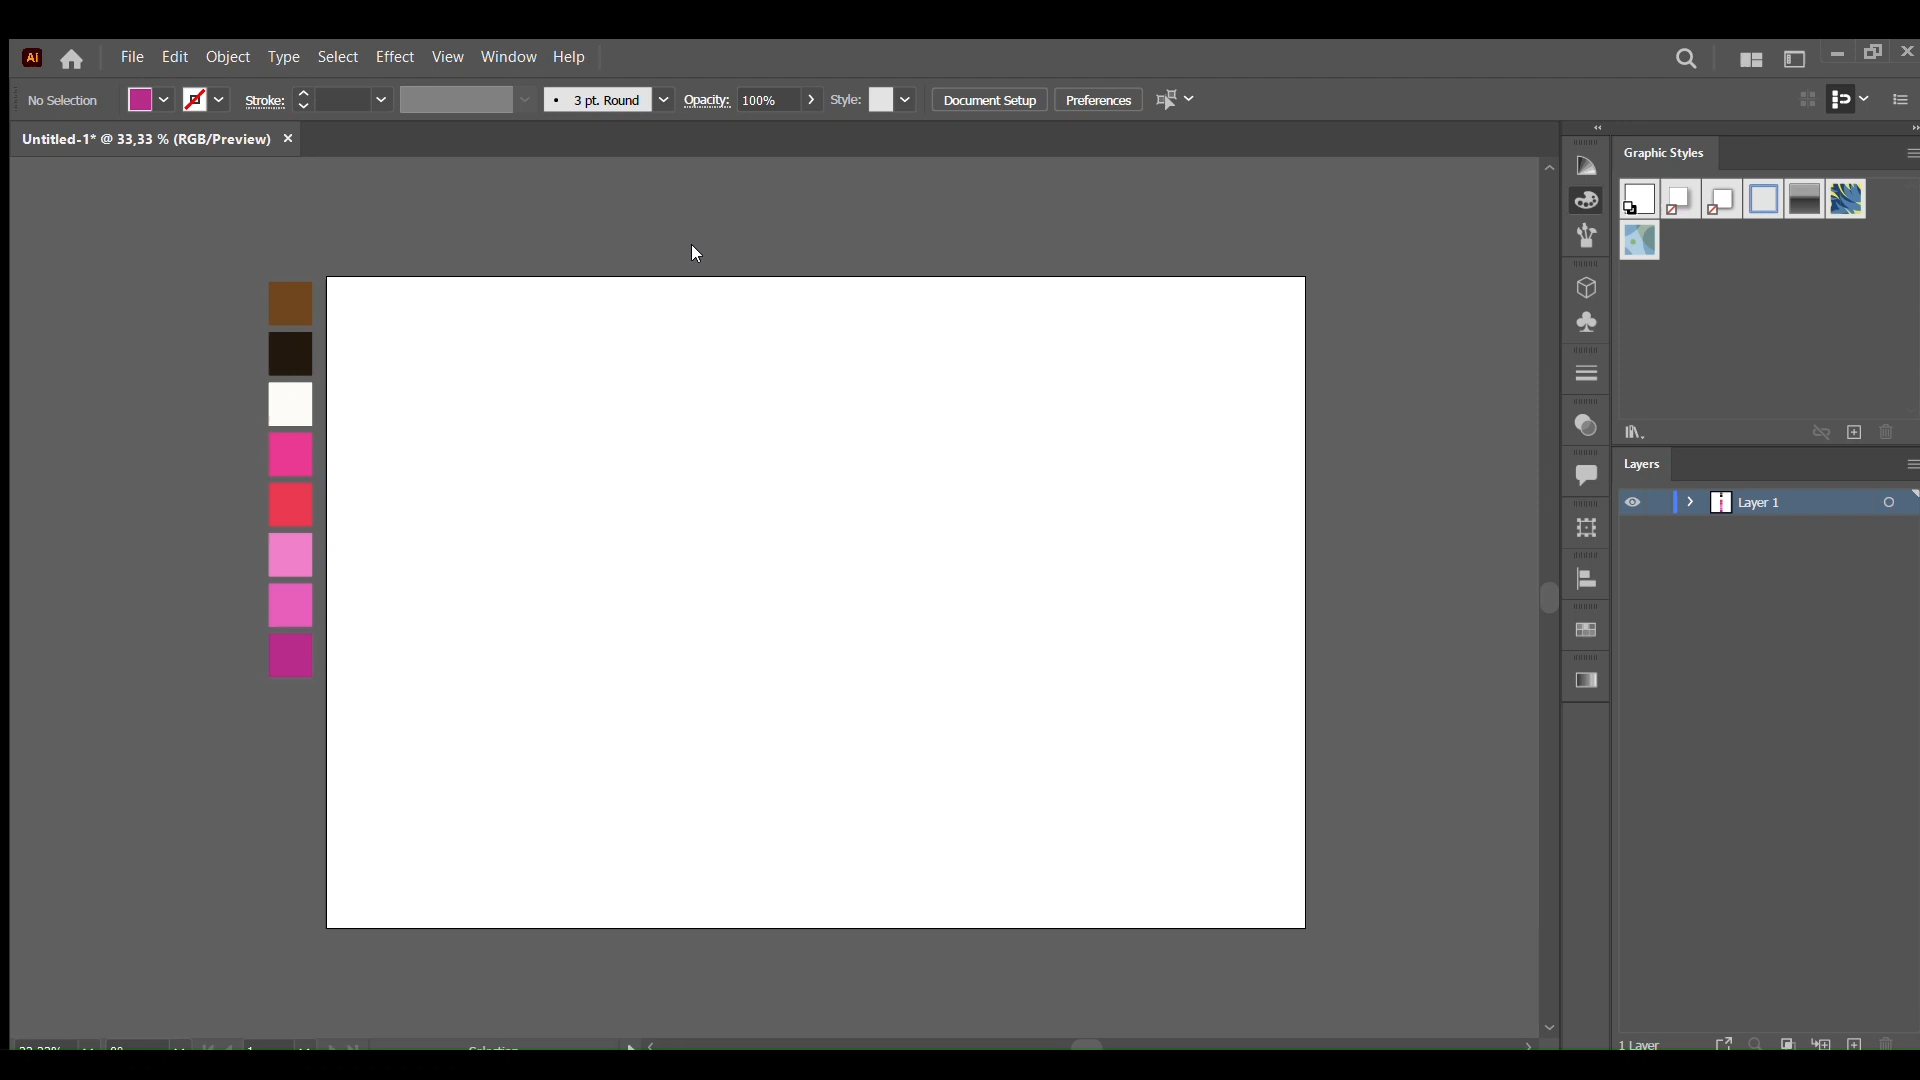 Ai File Edit Object Type Select Effect View Window Help
No Selection Stroke: 3 pt. Round Opacity: 100% Style: Document Setup Preferences
Untitled-1* @ 33,33 % (RGB/Preview)
Graphic Styles
Layers
Layer 1
1 Layer